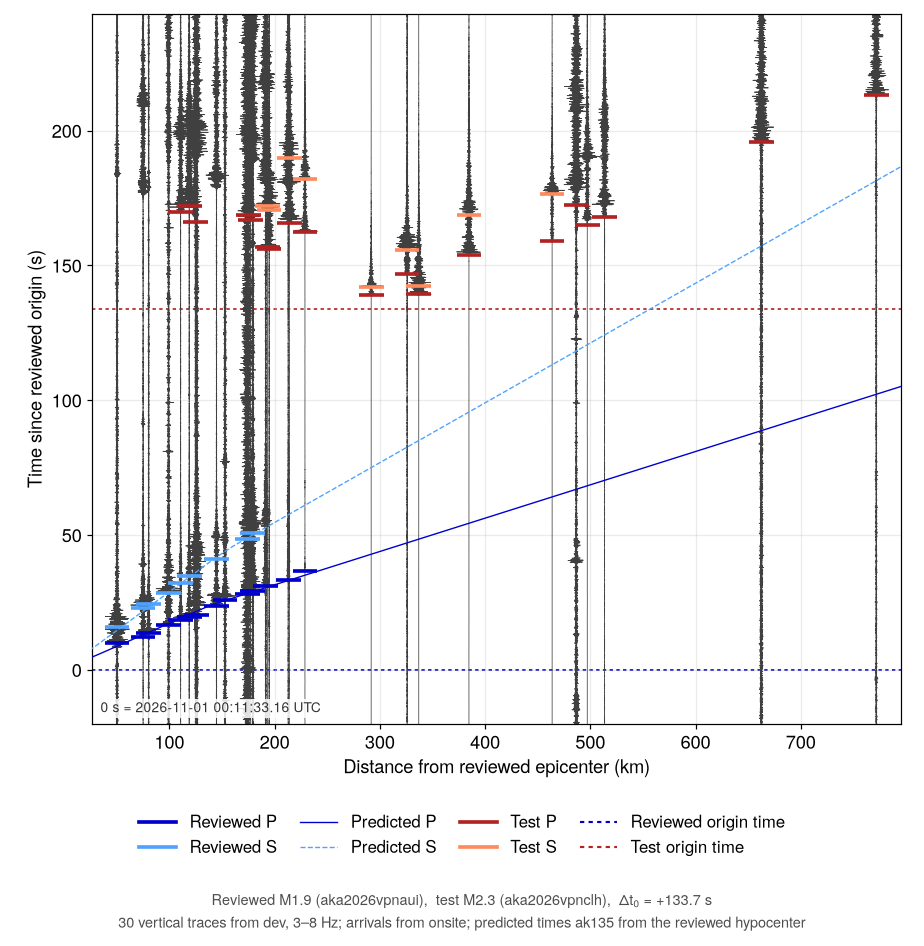 Time since reviewed origin (s)
200
150
100
50
0
0 s = 2026-11-01 00:11:33.16 UTC
100 200 300 400 500 600 700
Distance from reviewed epicenter (km)
Reviewed P Predicted P Test P Reviewed origin time
Reviewed S Predicted S Test S Test origin time
Reviewed M1.9 (aka2026vpnaui), test M2.3 (aka2026vpnclh), Δt₀ = +133.7 s
30 vertical traces from dev, 3–8 Hz; arrivals from onsite; predicted times ak135 from the reviewed hypocenter